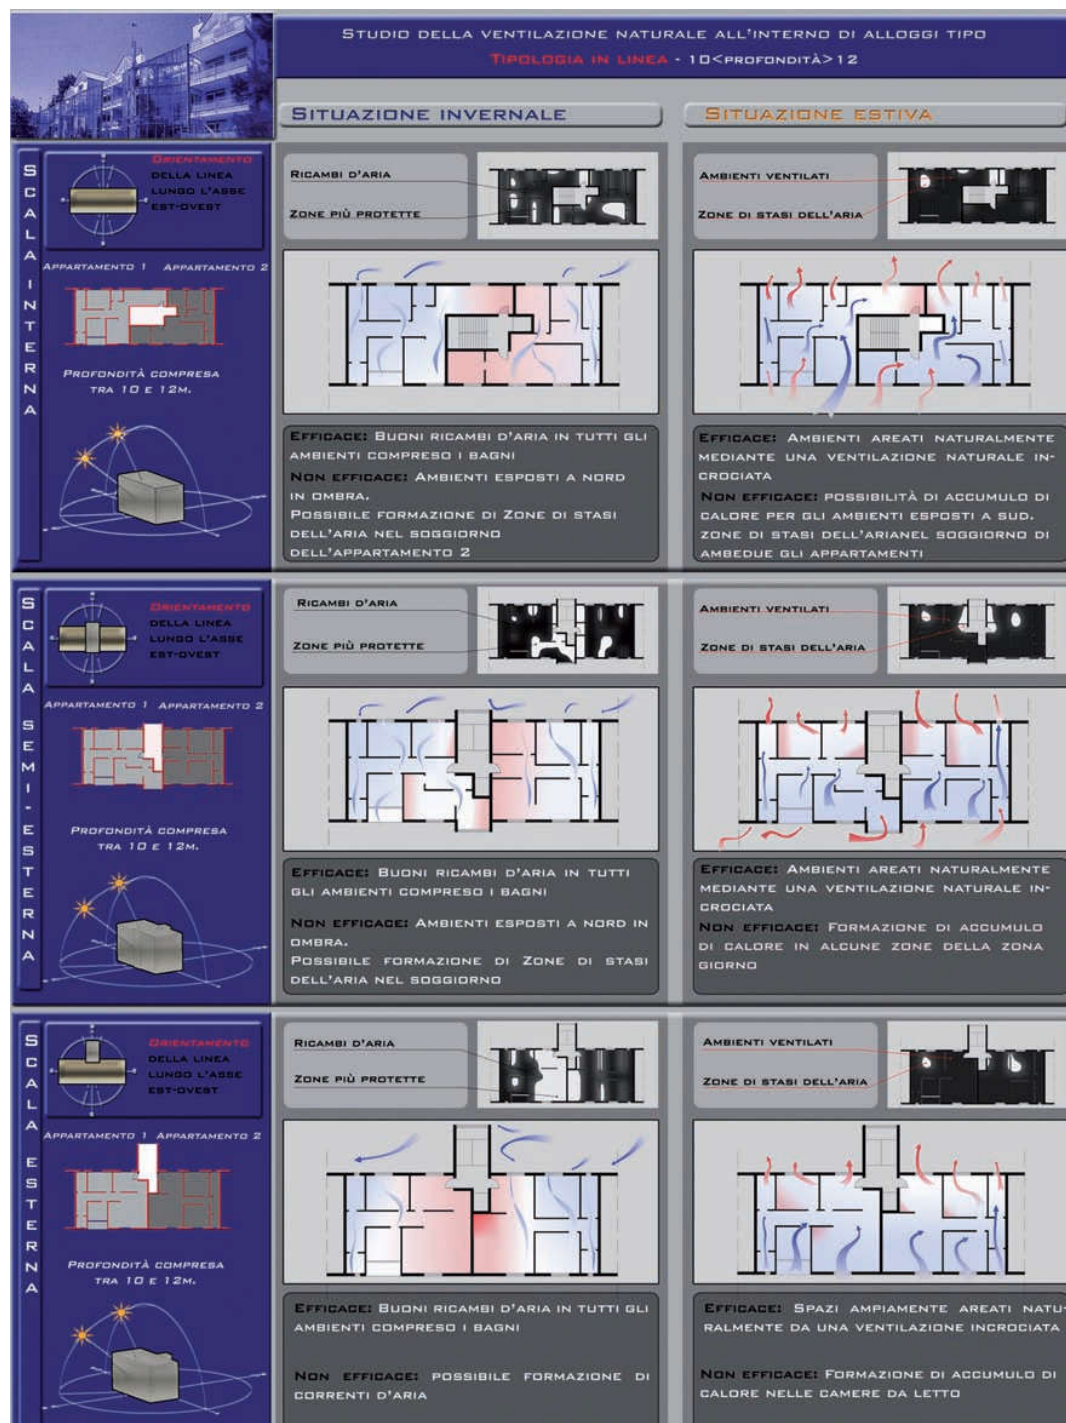 STUDIO DELLA VENTILAZIONE NATURALE ALL'INTERNO DI ALLOGGI TIPO
TIPOLOGIA IN LINEA - 10<PROFONDITÀ>12
SITUAZIONE INVERNALE
SITUAZIONE ESTIVA
SCALA INTERNA
ORIENTAMENTO
DELLA LINEA
LUNGO L'ASSE
EST-OVEST
APPARTAMENTO 1 APPARTAMENTO 2
PROFONDITÀ COMPRESA
TRA 10 E 12M.
RICAMBI D'ARIA
ZONE PIÙ PROTETTE
EFFICACE: BUONI RICAMBI D'ARIA IN TUTTI GLI
AMBIENTI COMPRESO I BAGNI
NON EFFICACE: AMBIENTI ESPOSTI A NORD
IN OMBRA.
POSSIBILE FORMAZIONE DI ZONE DI STASI
DELL'ARIA NEL SOGGIORNO
DELL'APPARTAMENTO 2
AMBIENTI VENTILATI
ZONE DI STASI DELL'ARIA
EFFICACE: AMBIENTI AREATI NATURALMENTE
MEDIANTE UNA VENTILAZIONE NATURALE IN-
CROCIATA
NON EFFICACE: POSSIBILITÀ DI ACCUMULO DI
CALORE PER GLI AMBIENTI ESPOSTI A SUD.
ZONE DI STASI DELL'ARIANEL SOGGIORNO DI
AMBEDUE GLI APPARTAMENTI
SCALA SEMI-ESTERNA
ORIENTAMENTO
DELLA LINEA
LUNGO L'ASSE
EST-OVEST
APPARTAMENTO 1 APPARTAMENTO 2
PROFONDITÀ COMPRESA
TRA 10 E 12M.
RICAMBI D'ARIA
ZONE PIÙ PROTETTE
EFFICACE: BUONI RICAMBI D'ARIA IN TUTTI
GLI AMBIENTI COMPRESO I BAGNI
NON EFFICACE: AMBIENTI ESPOSTI A NORD IN
OMBRA.
POSSIBILE FORMAZIONE DI ZONE DI STASI
DELL'ARIA NEL SOGGIORNO
AMBIENTI VENTILATI
ZONE DI STASI DELL'ARIA
EFFICACE: AMBIENTI AREATI NATURALMENTE
MEDIANTE UNA VENTILAZIONE NATURALE IN-
CROCIATA
NON EFFICACE: FORMAZIONE DI ACCUMULO
DI CALORE IN ALCUNE ZONE DELLA ZONA
GIORNO
SCALA ESTERNA
ORIENTAMENTO
DELLA LINEA
LUNGO L'ASSE
EST-OVEST
APPARTAMENTO 1 APPARTAMENTO 2
PROFONDITÀ COMPRESA
TRA 10 E 12M.
RICAMBI D'ARIA
ZONE PIÙ PROTETTE
EFFICACE: BUONI RICAMBI D'ARIA IN TUTTI GLI
AMBIENTI COMPRESO I BAGNI
NON EFFICACE: POSSIBILE FORMAZIONE DI
CORRENTI D'ARIA
AMBIENTI VENTILATI
ZONE DI STASI DELL'ARIA
EFFICACE: SPAZI AMPIAMENTE AREATI NATU-
RALMENTE DA UNA VENTILAZIONE INCROCIATA
NON EFFICACE: FORMAZIONE DI ACCUMULO DI
CALORE NELLE CAMERE DA LETTO